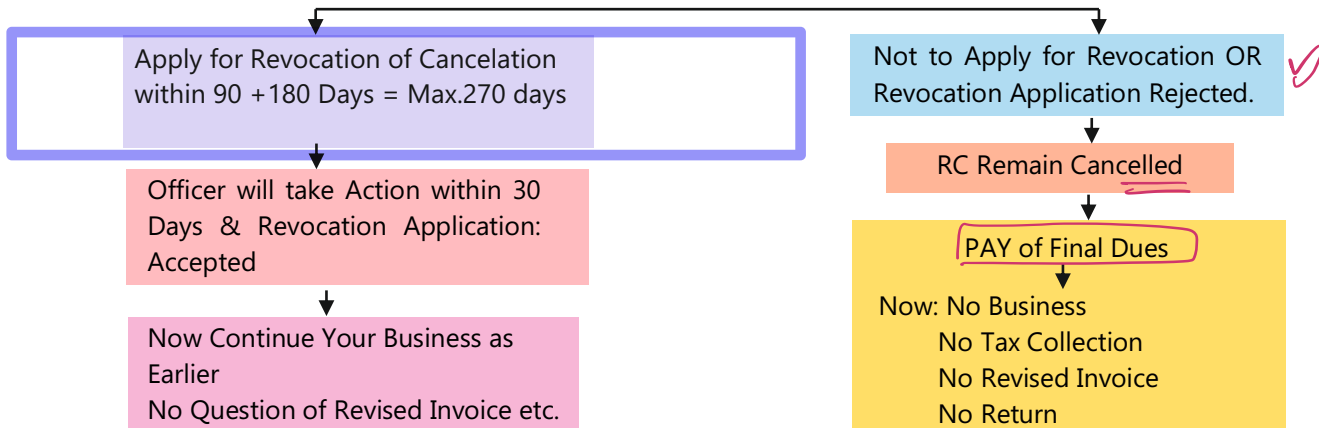 Apply for Revocation of Cancelation
within 90 +180 Days = Max.270 days
Officer will take Action within 30
Days & Revocation Application:
Accepted
Now Continue Your Business as
Earlier
No Question of Revised Invoice etc.
Not to Apply for Revocation OR
Revocation Application Rejected.
RC Remain Cancelled
PAY of Final Dues
Now: No Business
No Tax Collection
No Revised Invoice
No Return